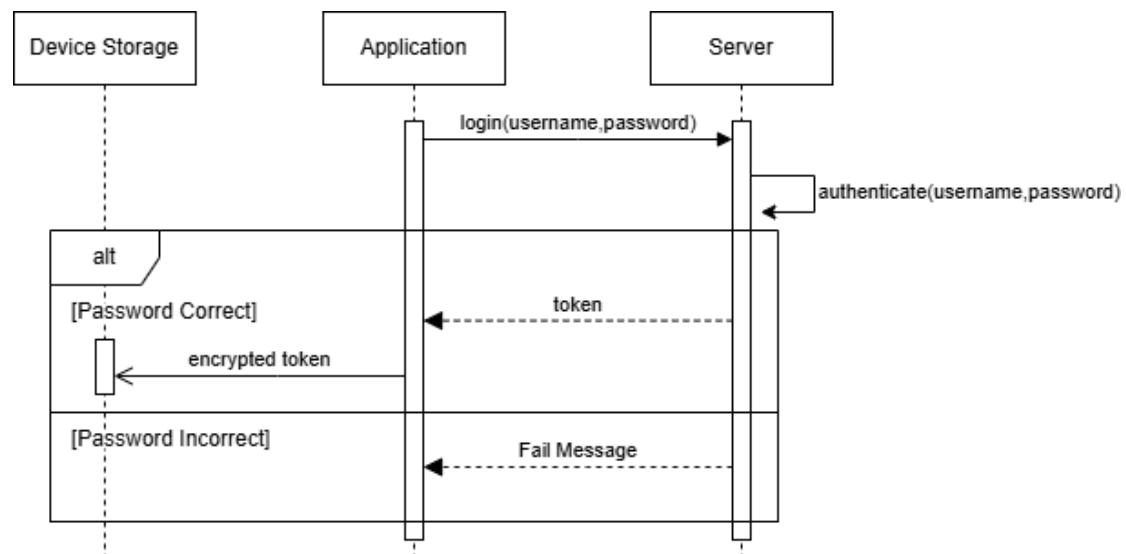 Device Storage
Application
Server
login(username,password)
authenticate(username,password)
alt
[Password Correct]
token
encrypted token
[Password Incorrect]
Fail Message